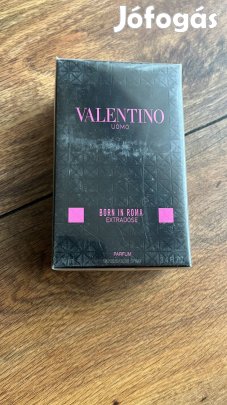 Jófogás
VALENTINO
UOMO
BORN IN ROMA
EXTRADOSE
PARFUM